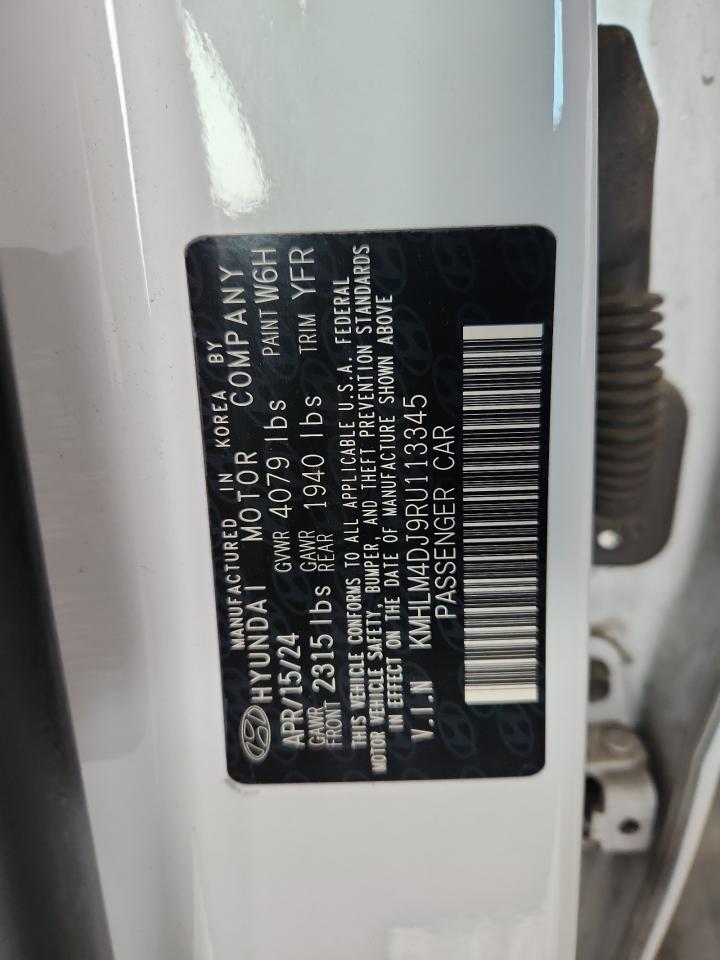 MANUFACTURED IN KOREA BY
HYUNDAI MOTOR COMPANY
APR/15/24 GVWR 4079 lbs PAINT W6H
GAWR FRONT 2315 lbs GAWR REAR 1940 lbs TRIM YFR
THIS VEHICLE CONFORMS TO ALL APPLICABLE U.S.A. FEDERAL
MOTOR VEHICLE SAFETY, BUMPER, AND THEFT PREVENTION STANDARDS
IN EFFECT ON THE DATE OF MANUFACTURE SHOWN ABOVE
V.I.N KMHLM4DJ9RU113345
PASSENGER CAR